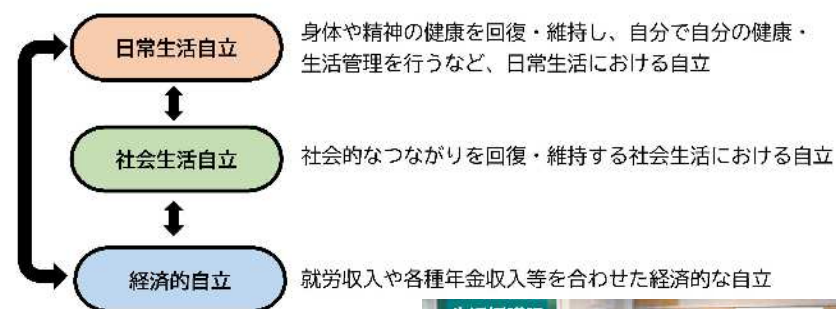 日常生活自立
身体や精神の健康を回復・維持し、自分で自分の健康・
生活管理を行うなど、日常生活における自立
社会生活自立
社会的なつながりを回復・維持する社会生活における自立
経済的自立
就労収入や各種年金収入等を合わせた経済的な自立